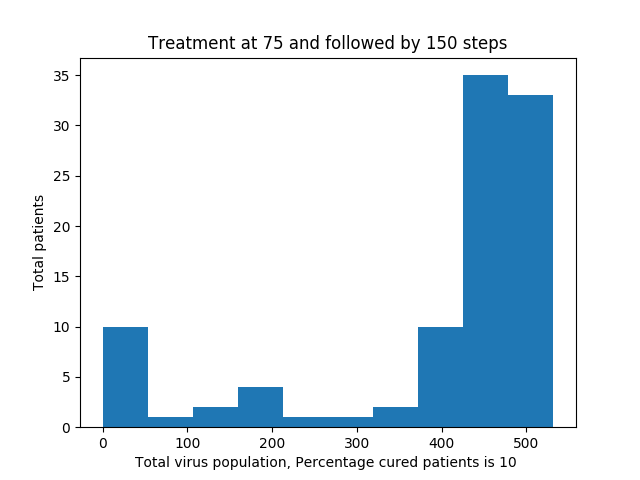 Treatment at 75 and followed by 150 steps
35
30
25
20
15
10
5
0
Total patients
0 100 200 300 400 500
Total virus population, Percentage cured patients is 10